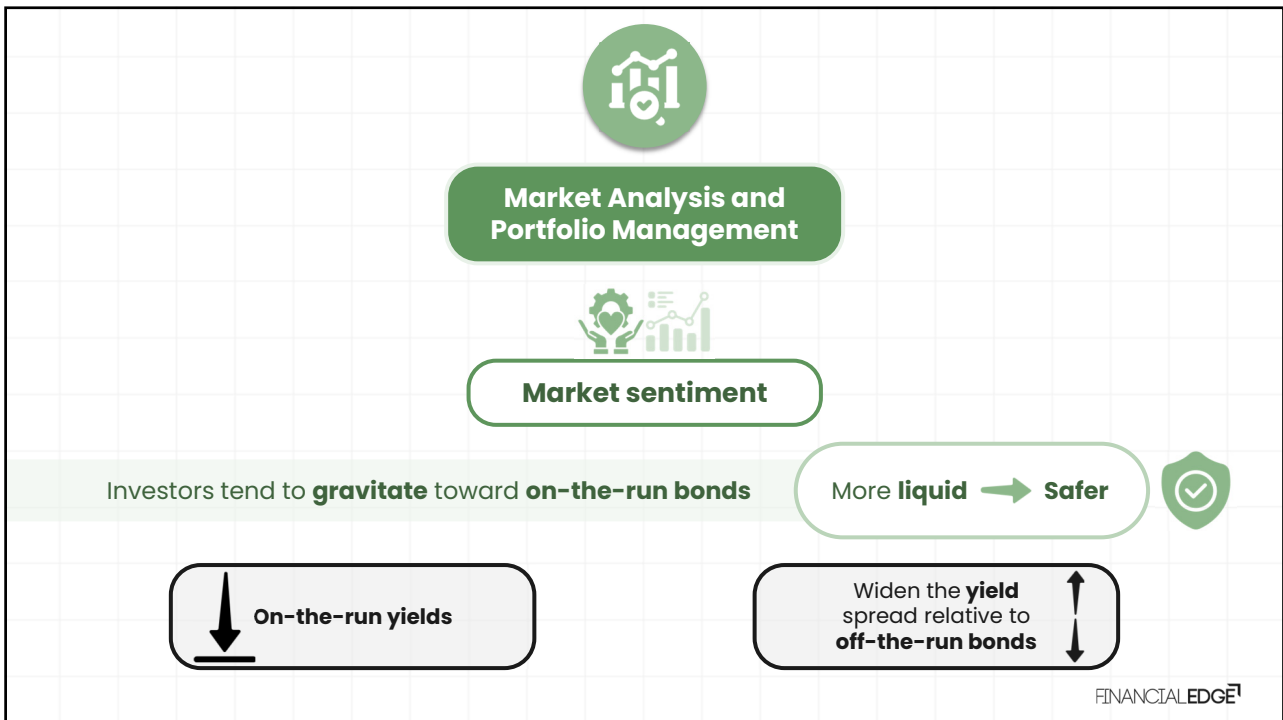 Market Analysis and
Portfolio Management
Market sentiment
Investors tend to gravitate toward on-the-run bonds
More liquid Safer
On-the-run yields
Widen the yield
spread relative to
off-the-run bonds
FINANCIALEDGE